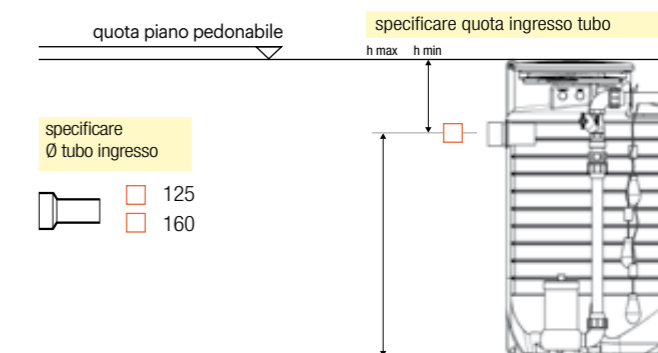 quota piano pedonabile
specificare quota ingresso tubo
h max h min
specificare
Ø tubo ingresso
125
160